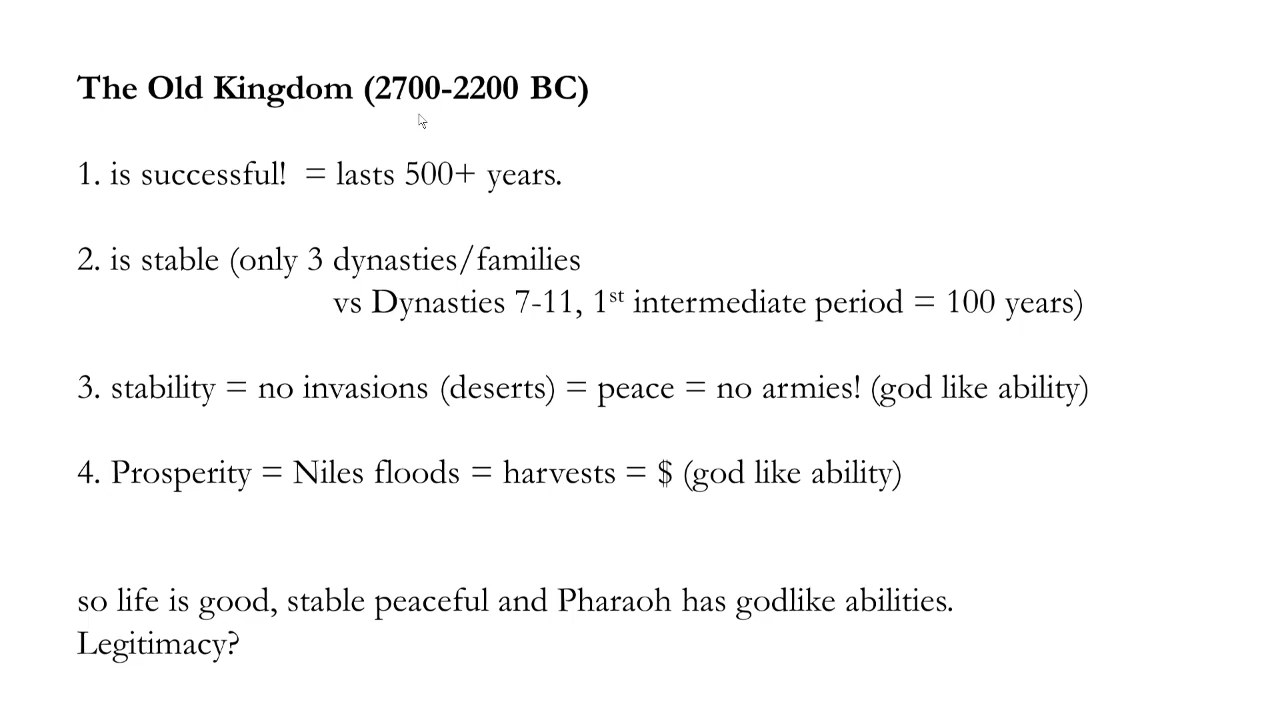 The Old Kingdom (2700-2200 BC)
1. is successful!  = lasts 500+ years.
2. is stable (only 3 dynasties/families
vs Dynasties 7-11, 1st intermediate period = 100 years)
3. stability = no invasions (deserts) = peace = no armies! (god like ability)
4. Prosperity = Niles floods = harvests = $ (god like ability)
so life is good, stable peaceful and Pharaoh has godlike abilities.
Legitimacy?